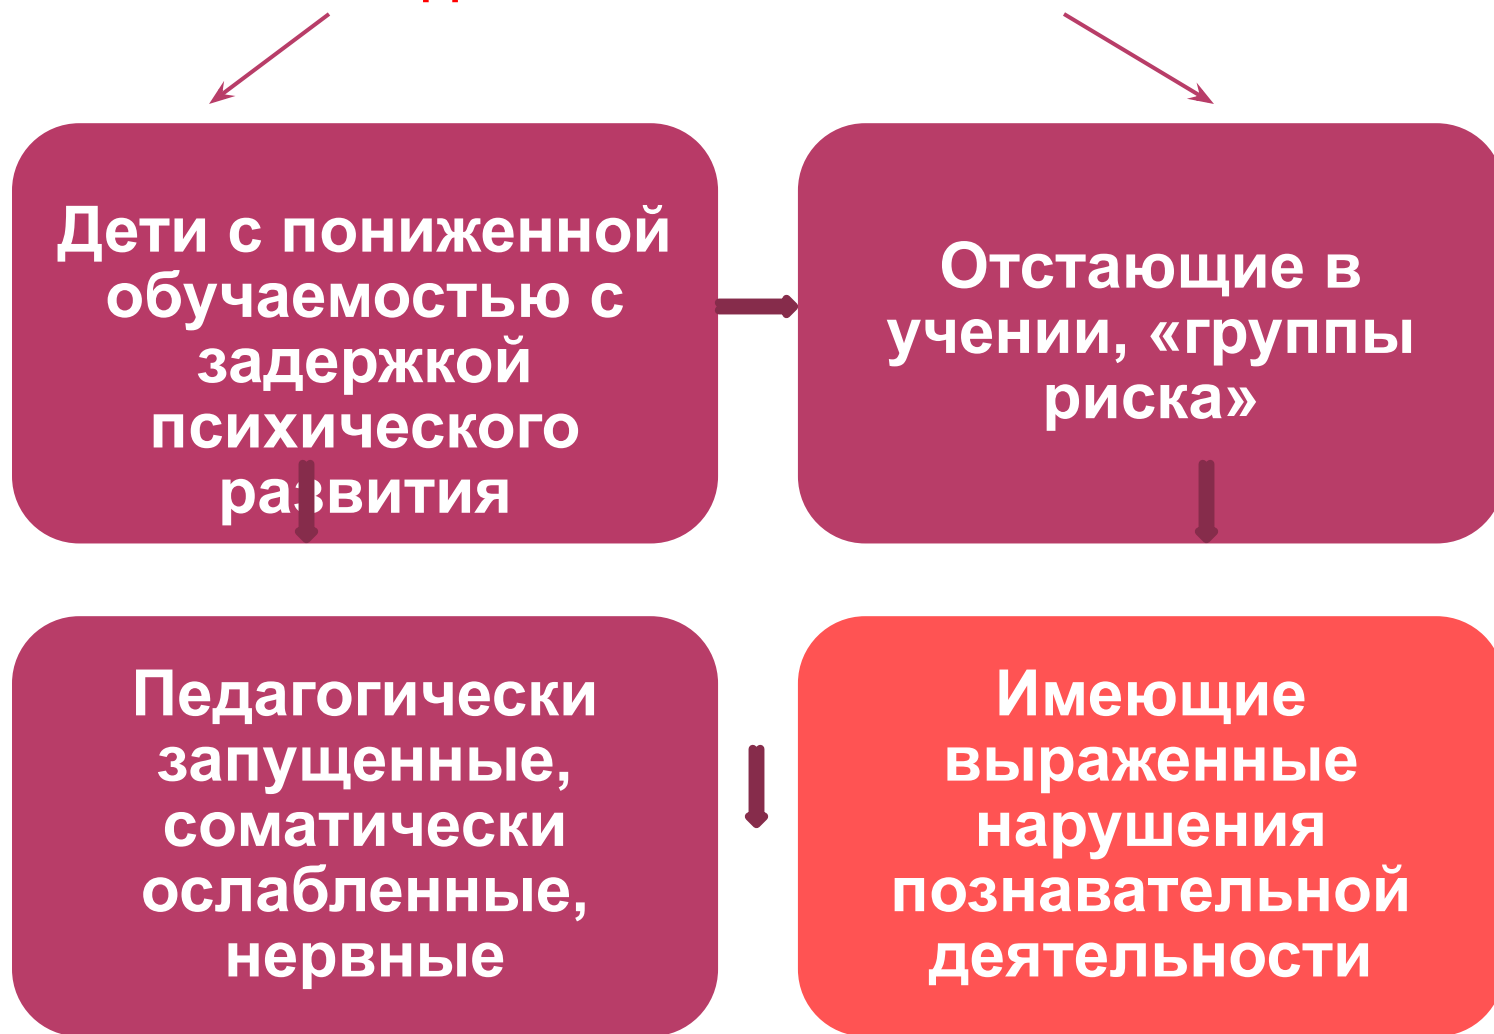 Дети с пониженной
обучаемостью с
задержкой
психического
развития
Отстающие в
учении, «группы
риска»
Педагогически
запущенные,
соматически
ослабленные,
нервные
Имеющие
выраженные
нарушения
познавательной
деятельности